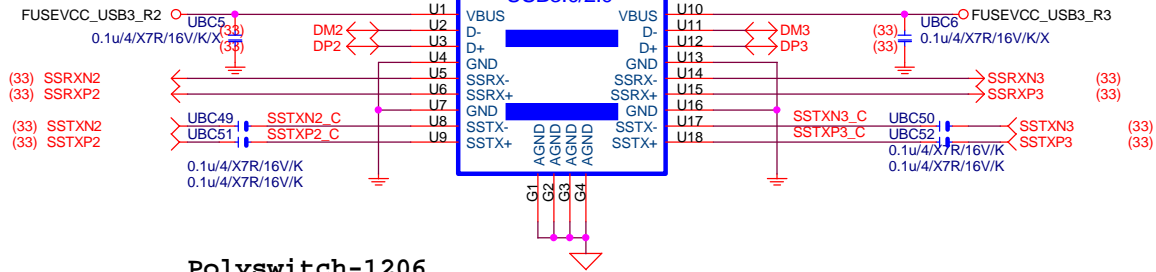 USB3.0/2.0
FUSEVCC_USB3_R2 U1 VBUS VBUS U10 FUSEVCC_USB3_R3
UBC5 UBC6
0.1u/4/X7R/16V/K/X 0.1u/4/X7R/16V/K/X
(33) DM2 U2 D- D- U11 DM3 (33)
(33) DP2 U3 D+ D+ U12 DP3 (33)
U4 GND GND U13
(33) SSRXN2 U5 SSRX- SSRX- U14 SSRXN3 (33)
(33) SSRXP2 U6 SSRX+ SSRX+ U15 SSRXP3 (33)
U7 GND GND U16
(33) SSTXN2 UBC49 SSTXN2_C U8 SSTX- SSTX- U17 SSTXN3_C UBC50 SSTXN3 (33)
(33) SSTXP2 UBC51 SSTXP2_C U9 SSTX+ SSTX+ U18 SSTXP3_C UBC52 SSTXP3 (33)
0.1u/4/X7R/16V/K 0.1u/4/X7R/16V/K
0.1u/4/X7R/16V/K 0.1u/4/X7R/16V/K
AGND AGND AGND AGND
G1 G2 G3 G4
Polyswitch-1206